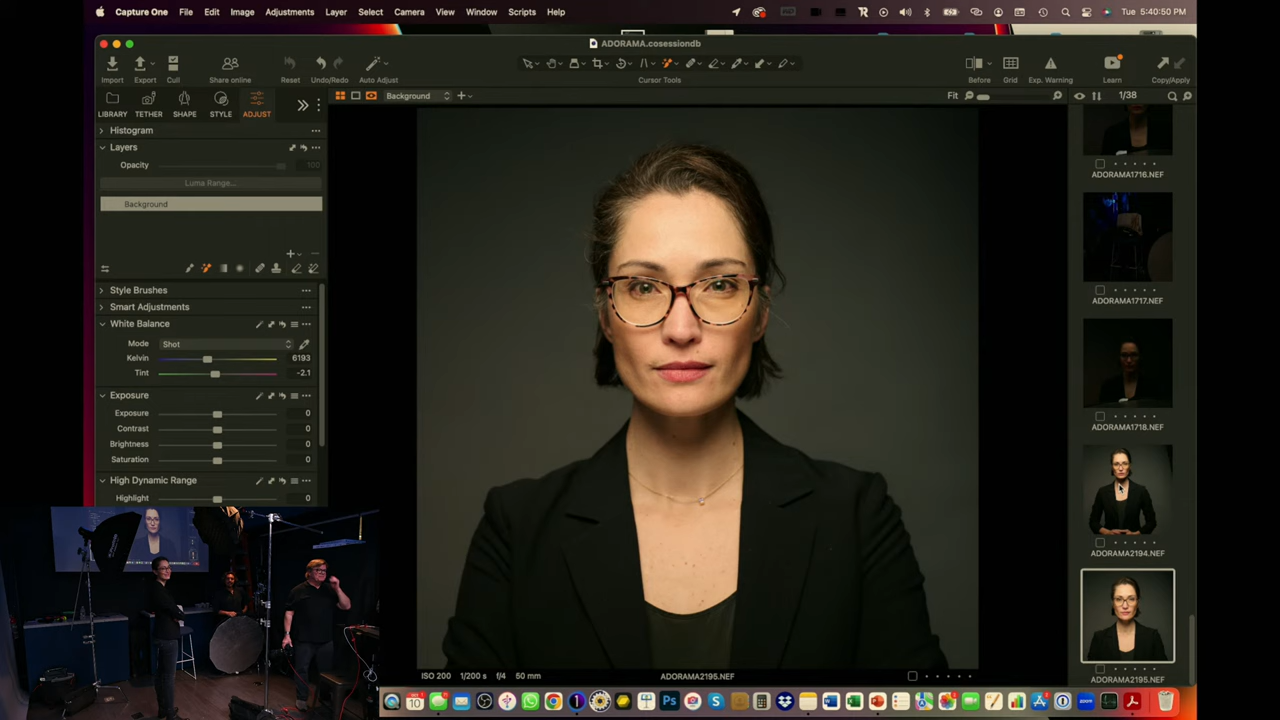 Capture One File Edit Image Adjustments Layer Select Camera View Window Scripts Help Tue 5:40:50 PM
ADORAMA.cosessiondb
Import Export Cull Share online Reset Undo/Redo Auto Adjust Cursor Tools Before Grid Exp. Warning Learn Copy/Apply
LIBRARY TETHER SHAPE STYLE ADJUST
Background
Fit
1/38
Histogram
Layers
Opacity 100
Luma Range...
Background
Style Brushes
Smart Adjustments
White Balance
Mode Shot
Kelvin 6193
Tint -2.1
Exposure
Exposure 0
Contrast 0
Brightness 0
Saturation 0
High Dynamic Range
Highlight 0
ADORAMA1716.NEF
ADORAMA1717.NEF
ADORAMA1718.NEF
ADORAMA2194.NEF
ADORAMA2195.NEF
ISO 200 1/200 s f/4 50 mm
ADORAMA2195.NEF